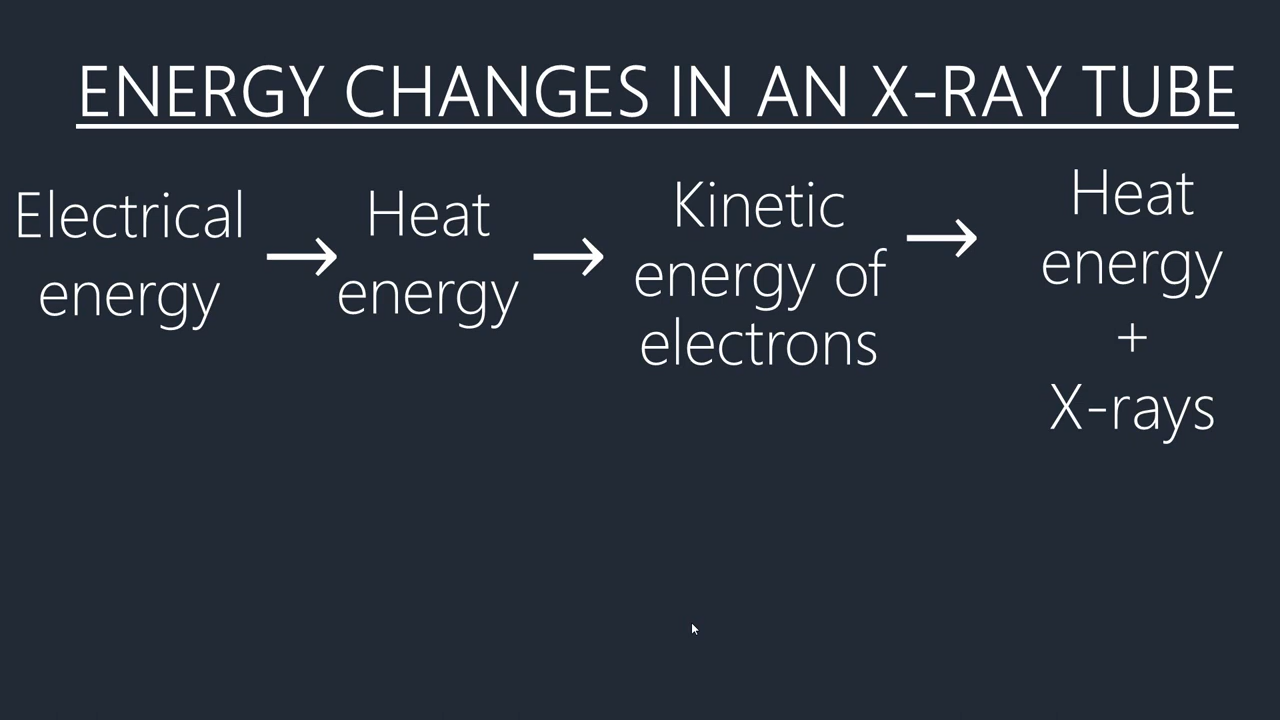 ENERGY CHANGES IN AN X-RAY TUBE
Electrical
energy
→
Heat
energy
→
Kinetic
energy of
electrons
→
Heat
energy
+
X-rays